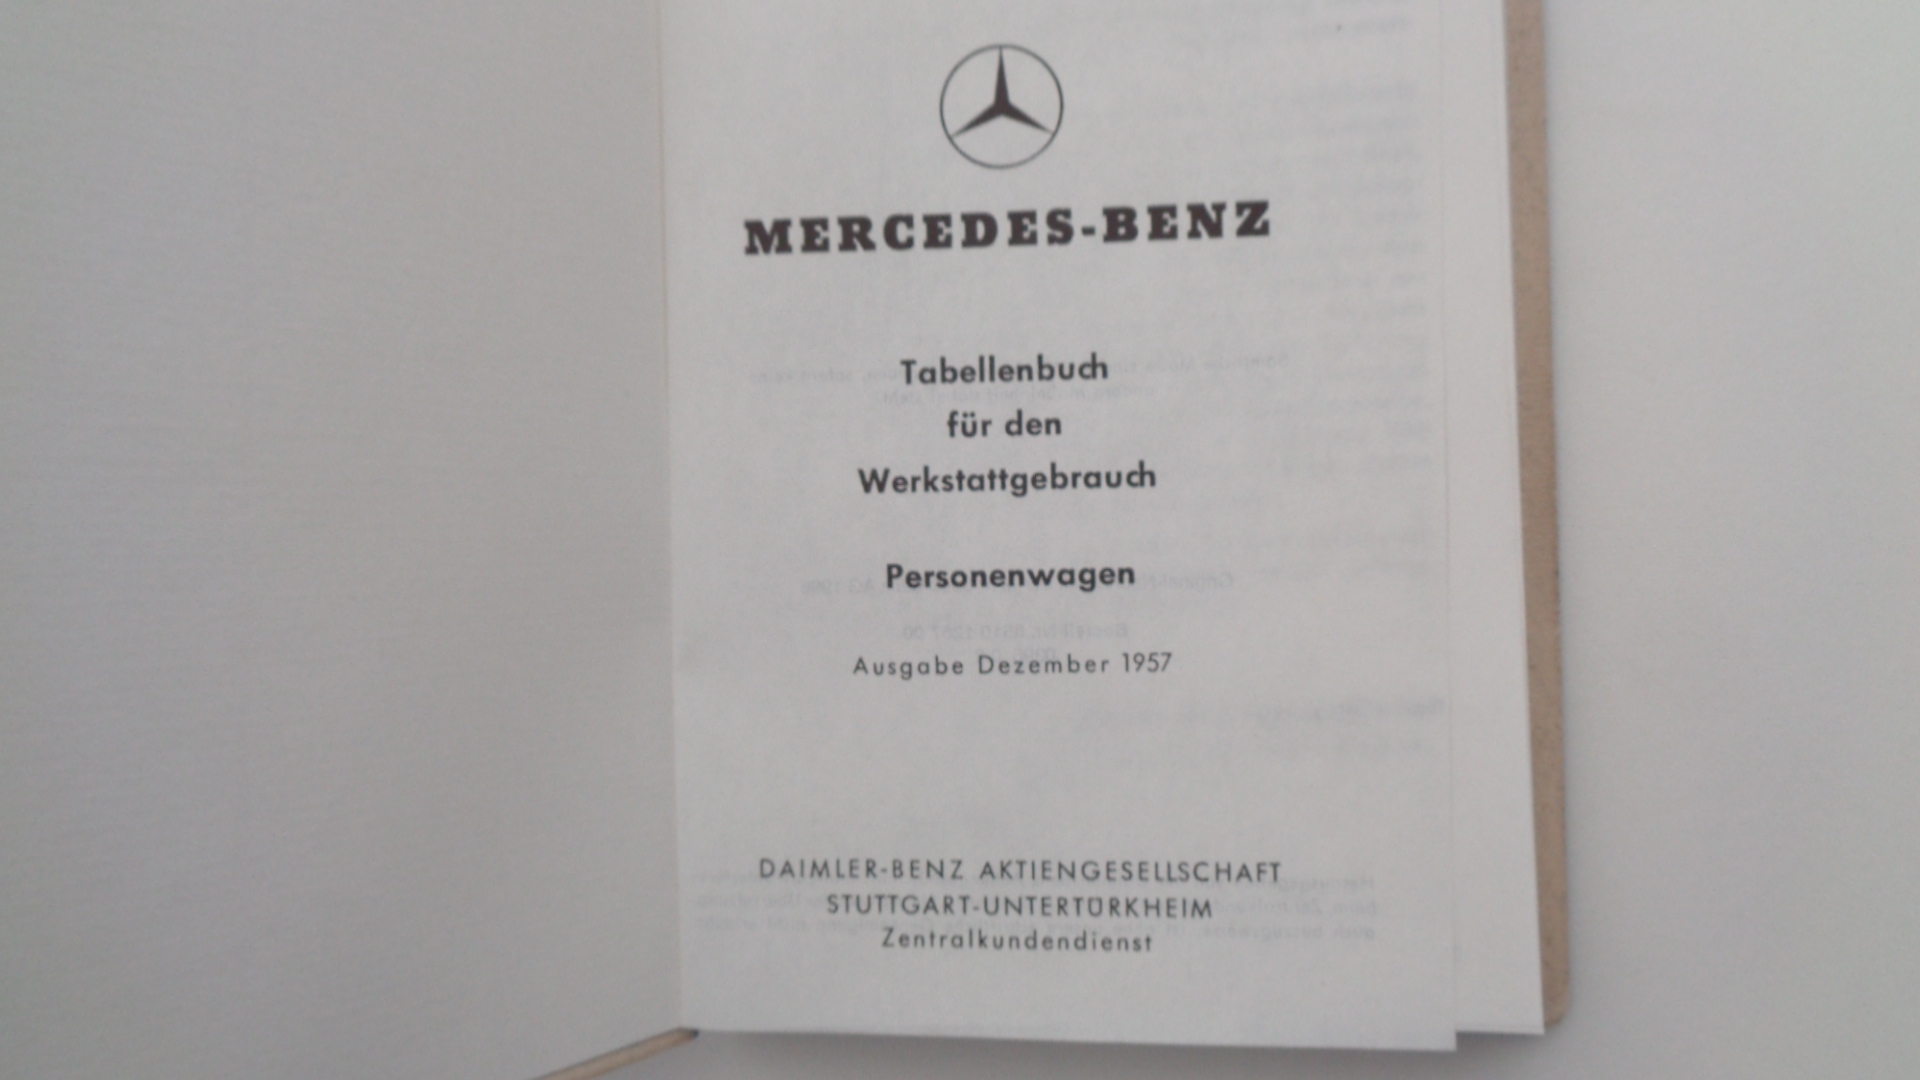 MERCEDES-BENZ
Tabellenbuch
für den
Werkstattgebrauch
Personenwagen
Ausgabe Dezember 1957
DAIMLER-BENZ AKTIENGESELLSCHAFT
STUTTGART-UNTERTÜRKHEIM
Zentralkundendienst